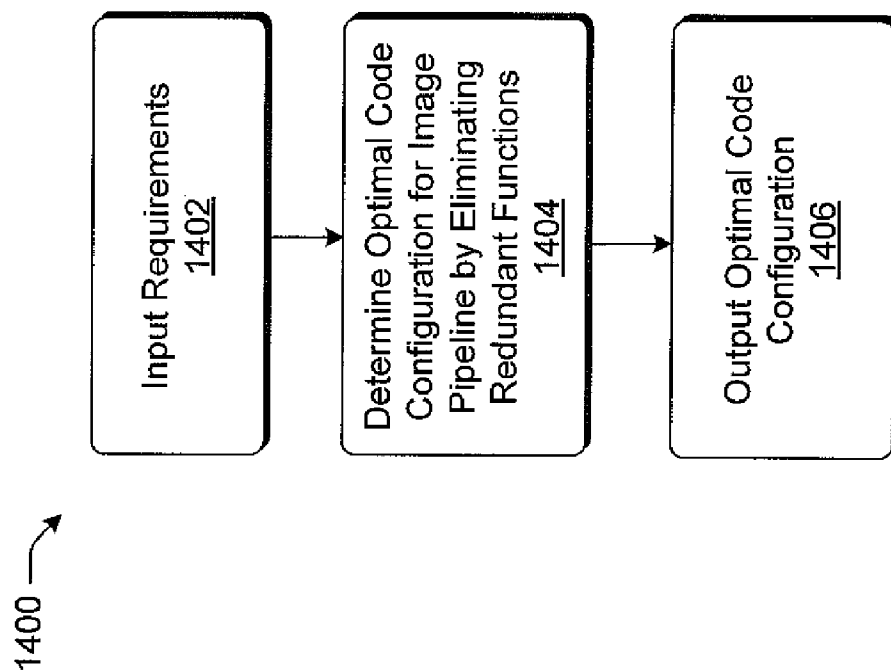 1400
Input Requirements
1402
Determine Optimal Code
Configuration for Image
Pipeline by Eliminating
Redundant Functions
1404
Output Optimal Code
Configuration
1406